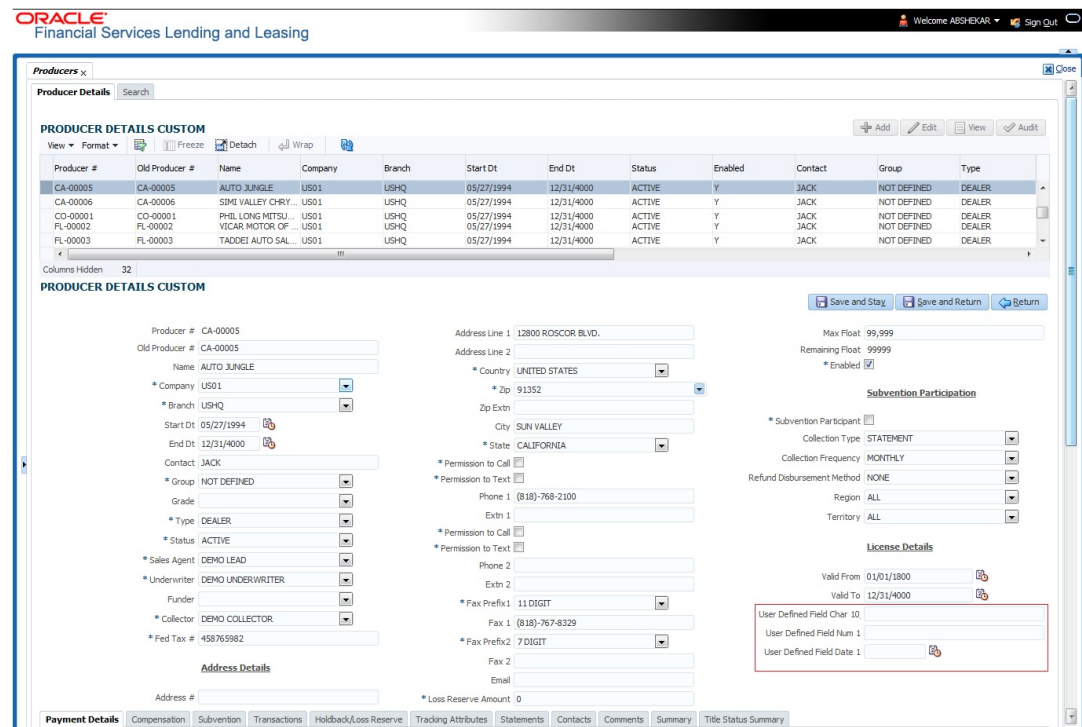 ORACLE
Financial Services Lending and Leasing
Welcome ABSHEKAR
Sign Out
Producers x
Close
Producer Details Search
PRODUCER DETAILS CUSTOM
Add Edit View Audit
View Format Freeze Detach Wrap
Producer # Old Producer # Name Company Branch Start Dt End Dt Status Enabled Contact Group Type
CA-00005 CA-00005 AUTO JUNGLE US01 USHQ 05/27/1994 12/31/4000 ACTIVE Y JACK NOT DEFINED DEALER
CA-00006 CA-00006 SIMI VALLEY CHRY... US01 USHQ 05/27/1994 12/31/4000 ACTIVE Y JACK NOT DEFINED DEALER
CO-00001 CO-00001 PHIL LONG MITSU... US01 USHQ 05/27/1994 12/31/4000 ACTIVE Y JACK NOT DEFINED DEALER
FL-00002 FL-00002 VICAR MOTOR OF ... US01 USHQ 05/27/1994 12/31/4000 ACTIVE Y JACK NOT DEFINED DEALER
FL-00003 FL-00003 TADDEI AUTO SAL... US01 USHQ 05/27/1994 12/31/4000 ACTIVE Y JACK NOT DEFINED DEALER
Columns Hidden 32
PRODUCER DETAILS CUSTOM
Save and Stay Save and Return Return
Producer # CA-00005
Old Producer # CA-00005
Name AUTO JUNGLE
* Company US01
* Branch USHQ
Start Dt 05/27/1994
End Dt 12/31/4000
Contact JACK
* Group NOT DEFINED
Grade
* Type DEALER
* Status ACTIVE
* Sales Agent DEMO LEAD
* Underwriter DEMO UNDERWRITER
Funder
* Collector DEMO COLLECTOR
* Fed Tax # 458765982
Address Details
Address #
Address Line 1 12800 ROSCOR BLVD.
Address Line 2
* Country UNITED STATES
* Zip 91352
Zip Extn
City SUN VALLEY
* State CALIFORNIA
* Permission to Call
* Permission to Text
Phone 1 (818)-768-2100
Extn 1
* Permission to Call
* Permission to Text
Phone 2
Extn 2
* Fax Prefix1 11 DIGIT
Fax 1 (818)-767-8329
* Fax Prefix2 7 DIGIT
Fax 2
Email
* Loss Reserve Amount 0
Max Float 99,999
Remaining Float 99999
* Enabled
Subvention Participation
* Subvention Participant
Collection Type STATEMENT
Collection Frequency MONTHLY
Refund Disbursement Method NONE
Region ALL
Territory ALL
License Details
Valid From 01/01/1800
Valid To 12/31/4000
User Defined Field Char 10
User Defined Field Num 1
User Defined Field Date 1
Payment Details Compensation Subvention Transactions Holdback/Loss Reserve Tracking Attributes Statements Contacts Comments Summary Title Status Summary